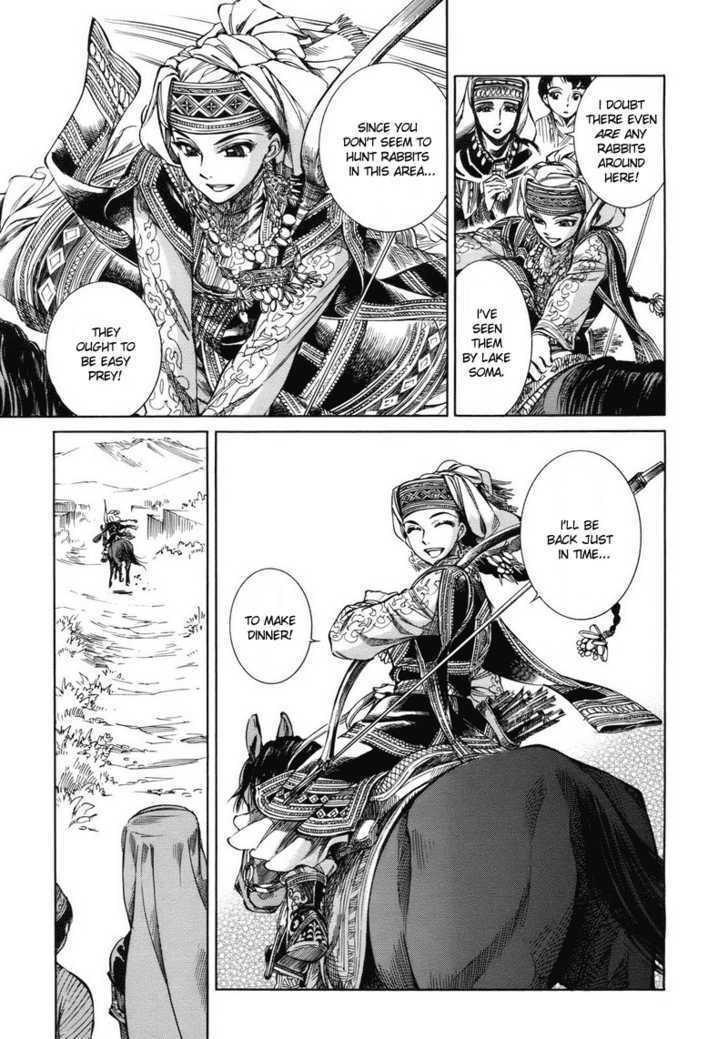 I DOUBT
THERE EVEN
ARE ANY
RABBITS
AROUND
HERE!
I'VE
SEEN
THEM
BY LAKE
SOMA.
SINCE YOU
DON'T SEEM TO
HUNT RABBITS
IN THIS AREA...
THEY
OUGHT TO
BE EASY
PREY!
I'LL BE
BACK JUST
IN TIME...
TO MAKE
DINNER!